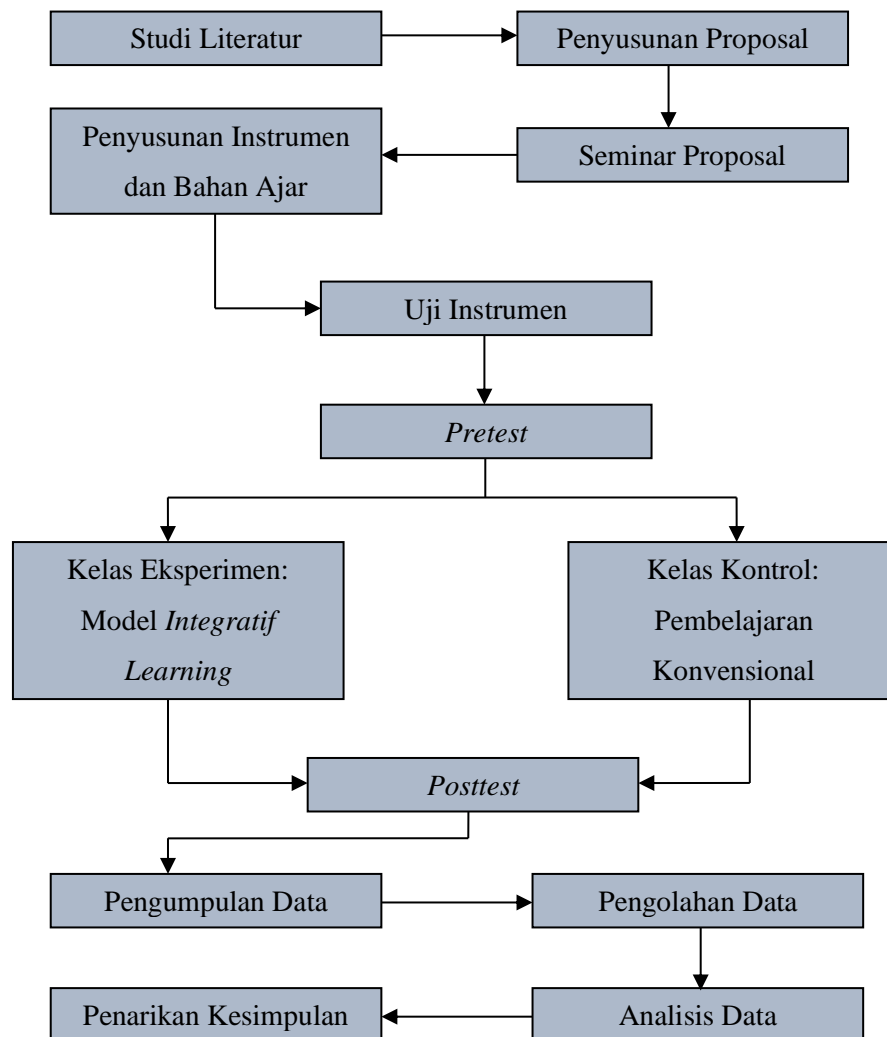 Studi Literatur
Penyusunan Proposal
Penyusunan Instrumen
dan Bahan Ajar
Seminar Proposal
Uji Instrumen
Pretest
Kelas Eksperimen:
Model Integratif
Learning
Kelas Kontrol:
Pembelajaran
Konvensional
Posttest
Pengumpulan Data
Pengolahan Data
Penarikan Kesimpulan
Analisis Data